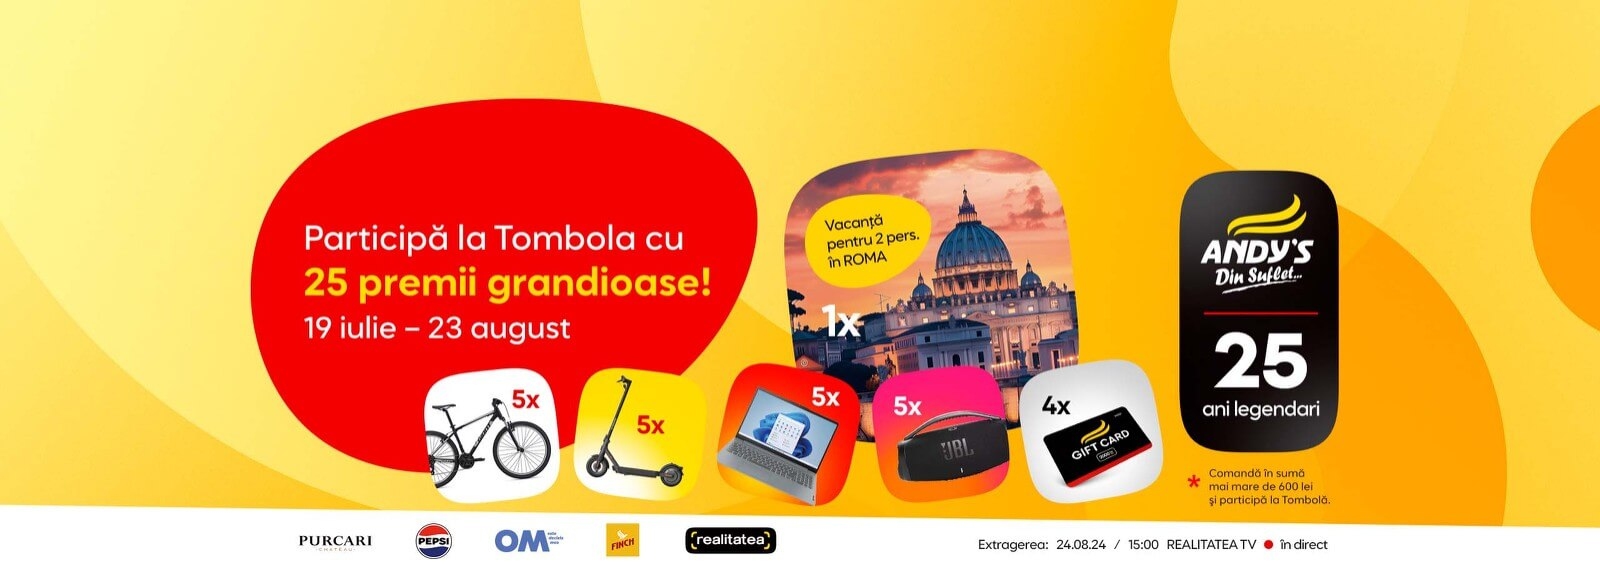 Participă la Tombola cu
25 premii grandioase!
19 iulie – 23 august
Vacanță
pentru 2 pers.
în ROMA
1x
5x
5x
5x
5x
JBL
4x
GIFT CARD
ANDY'S
Din Suflet...
25
ani legendari
* Comandă în sumă
mai mare de 600 lei
și participă la Tombolă.
PURCARI
CHATEAU
PEPSI
OM
FINCH
realitatea
Extragerea: 24.08.24 / 15:00 REALITATEA TV • în direct